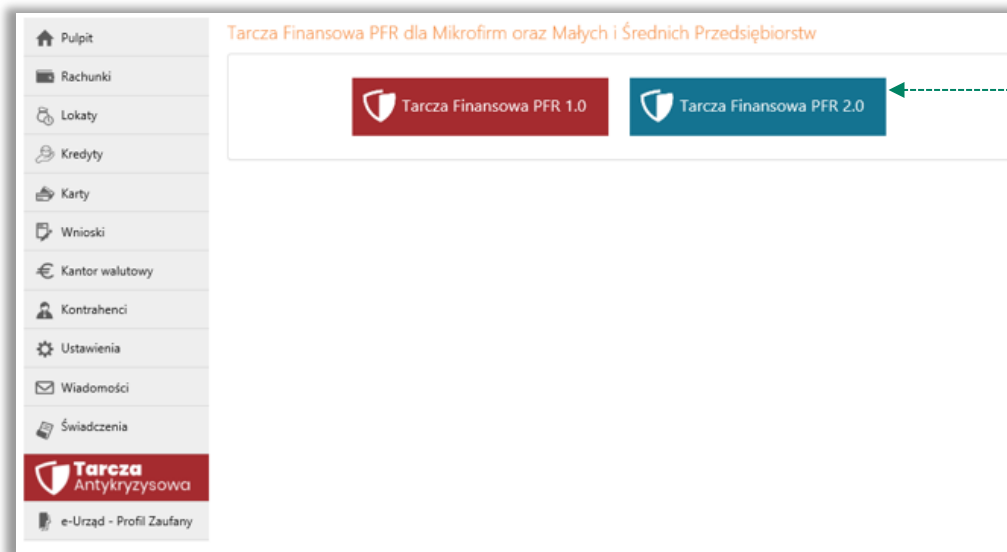 Tarcza Finansowa PFR dla Mikrofirm oraz Małych i Średnich Przedsiębiorstw
Tarcza Finansowa PFR 1.0
Tarcza Finansowa PFR 2.0
Pulpit
Rachunki
Lokaty
Kredyty
Karty
Wnioski
Kantor walutowy
Kontrahenci
Ustawienia
Wiadomości
Świadczenia
Tarcza
Antykryzysowa
e-Urząd - Profil Zaufany